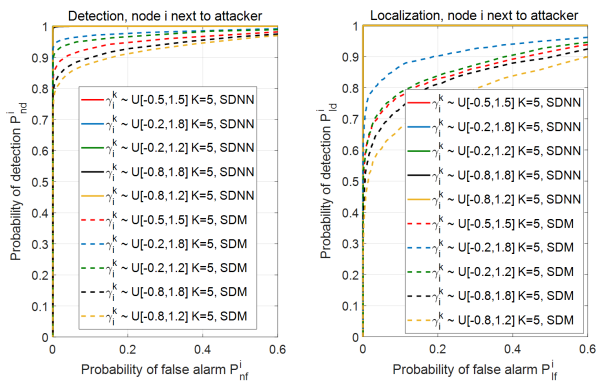 Detection, node i next to attacker
Probability of detection P^i_nd
1
0.9
0.8
0.7
0.6
0.5
0.4
0.3
0.2
0.1
0
γ^k_i ~ U[-0.5,1.5] K=5, SDNN
γ^k_i ~ U[-0.2,1.8] K=5, SDNN
γ^k_i ~ U[-0.2,1.2] K=5, SDNN
γ^k_i ~ U[-0.8,1.8] K=5, SDNN
γ^k_i ~ U[-0.8,1.2] K=5, SDNN
γ^k_i ~ U[-0.5,1.5] K=5, SDM
γ^k_i ~ U[-0.2,1.8] K=5, SDM
γ^k_i ~ U[-0.2,1.2] K=5, SDM
γ^k_i ~ U[-0.8,1.8] K=5, SDM
γ^k_i ~ U[-0.8,1.2] K=5, SDM
0 0.2 0.4 0.6
Probability of false alarm P^i_nf
Localization, node i next to attacker
Probability of detection P^i_ld
1
0.9
0.8
0.7
0.6
0.5
0.4
0.3
0.2
0.1
0
γ^k_i ~ U[-0.5,1.5] K=5, SDNN
γ^k_i ~ U[-0.2,1.8] K=5, SDNN
γ^k_i ~ U[-0.2,1.2] K=5, SDNN
γ^k_i ~ U[-0.8,1.8] K=5, SDNN
γ^k_i ~ U[-0.8,1.2] K=5, SDNN
γ^k_i ~ U[-0.5,1.5] K=5, SDM
γ^k_i ~ U[-0.2,1.8] K=5, SDM
γ^k_i ~ U[-0.2,1.2] K=5, SDM
γ^k_i ~ U[-0.8,1.8] K=5, SDM
γ^k_i ~ U[-0.8,1.2] K=5, SDM
0 0.2 0.4 0.6
Probability of false alarm P^i_lf